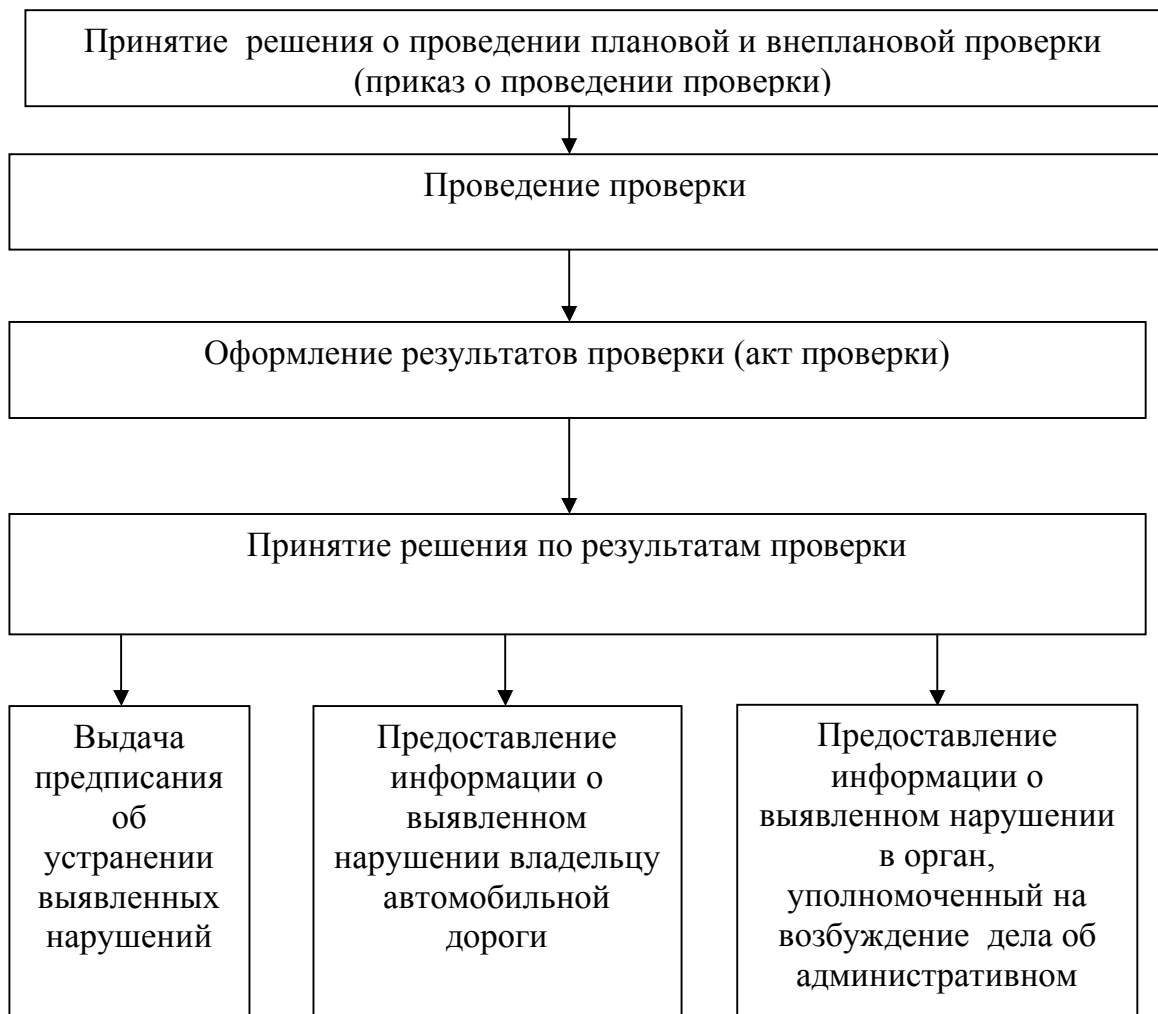 Принятие решения о проведении плановой и внеплановой проверки
(приказ о проведении проверки)
Проведение проверки
Оформление результатов проверки (акт проверки)
Принятие решения по результатам проверки
Выдача
предписания
об
устранении
выявленных
нарушений
Предоставление
информации о
выявленном
нарушении владельцу
автомобильной
дороги
Предоставление
информации о
выявленном нарушении
в орган,
уполномоченный на
возбуждение дела об
административном